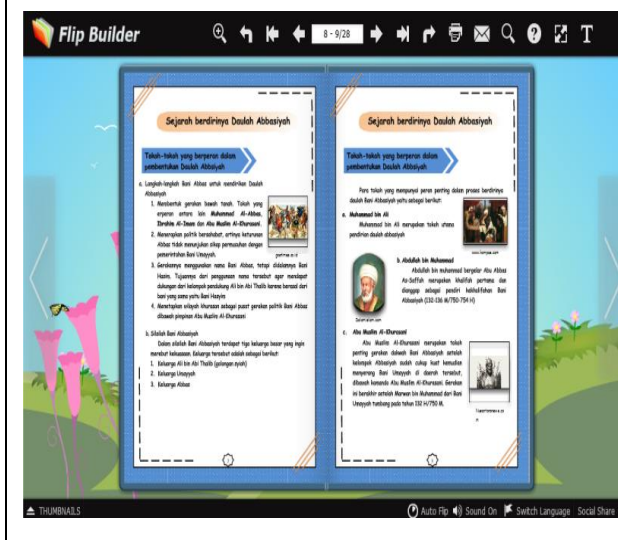 Flip Builder
8 - 9/28
Sejarah berdirinya Daulah Abbasiyah
Tokoh-tokoh yang berperan dalam
pembentukan Daulah Abbsiyah
a. Langkah-langkah Bani Abbas untuk mendirikan Daulah
Abbasiyah
1. Membentuk gerakan bawah tanah. Tokoh yang
erperan antara lain Muhammad Al-Abbas,
Ibrahim Al-Imam dan Abu Muslim Al-Khurasani.
2. Menerapkan politik bersahabat, artinya keturunan
Abbas tidak menunjukan sikap permusuhan dengan
pemerintahan Bani Umayyah.
3. Gerakannya menggunakan nama Bani Abbas, tetapi didalamnya Bani
Hasim. Tujuannya dari penggunaan nama tersebut agar mendapat
dukungan dari kelompok pendukung Ali bin Abi Thalib karena berasal dari
bani yang sama yaitu Bani Hasyim
4. Menetapkan wilayah khurasan sebagai pusat gerakan politik Bani Abbas
dibawah pimpinan Abu Muslim Al-Khurasani
b. Silsilah Bani Abbasiyah
Dalam silsilah Bani Abbasiyah terdapat tiga keluarga besar yang ingin
merebut kekuasaan. Keluarga tersebut adalah sebagai berikut:
1. Keluarga Ali bin Abi Thalib (golongan syiah)
2. Keluarga Umayyah
3. Keluarga Abbas
Sejarah berdirinya Daulah Abbasiyah
Tokoh-tokoh yang berperan dalam
pembentukan Daulah Abbsiyah
Para tokoh yang mempunyai peran penting dalam proses berdirinya
daulah Bani Abbasiyah yaitu sebagai berikut:
a. Muhammad bin Ali
Muhammad bin Ali merupakan tokoh utama
pendirian daulah abbasiyah
b. Abdullah bin Muhammad
Abdullah bin muhammad bergelar Abu Abbas
As-Saffah merupakan khalifah pertama dan
dianggap sebagai pendiri kekhalifahan Bani
Abbasiyah (132-136 M/750-754 H)
c. Abu Muslim Al-Khurasani
Abu Muslim Al-Khurasani merupakan tokoh
penting gerakan dakwah Bani Abbasiyah setelah
kelompok Abbasiyah sudah cukup kuat kemudian
menyerang Bani Umayyah di daerah tersebut,
dibawah komando Abu Muslim Al-Khurasani. Gerakan
ini berakhir setelah Marwan bin Muhammad dari Bani
Umayyah tumbang pada tahun 132 H/750 M.
THUMBNAILS
Auto Flip
Sound On
Switch Language
Social Share